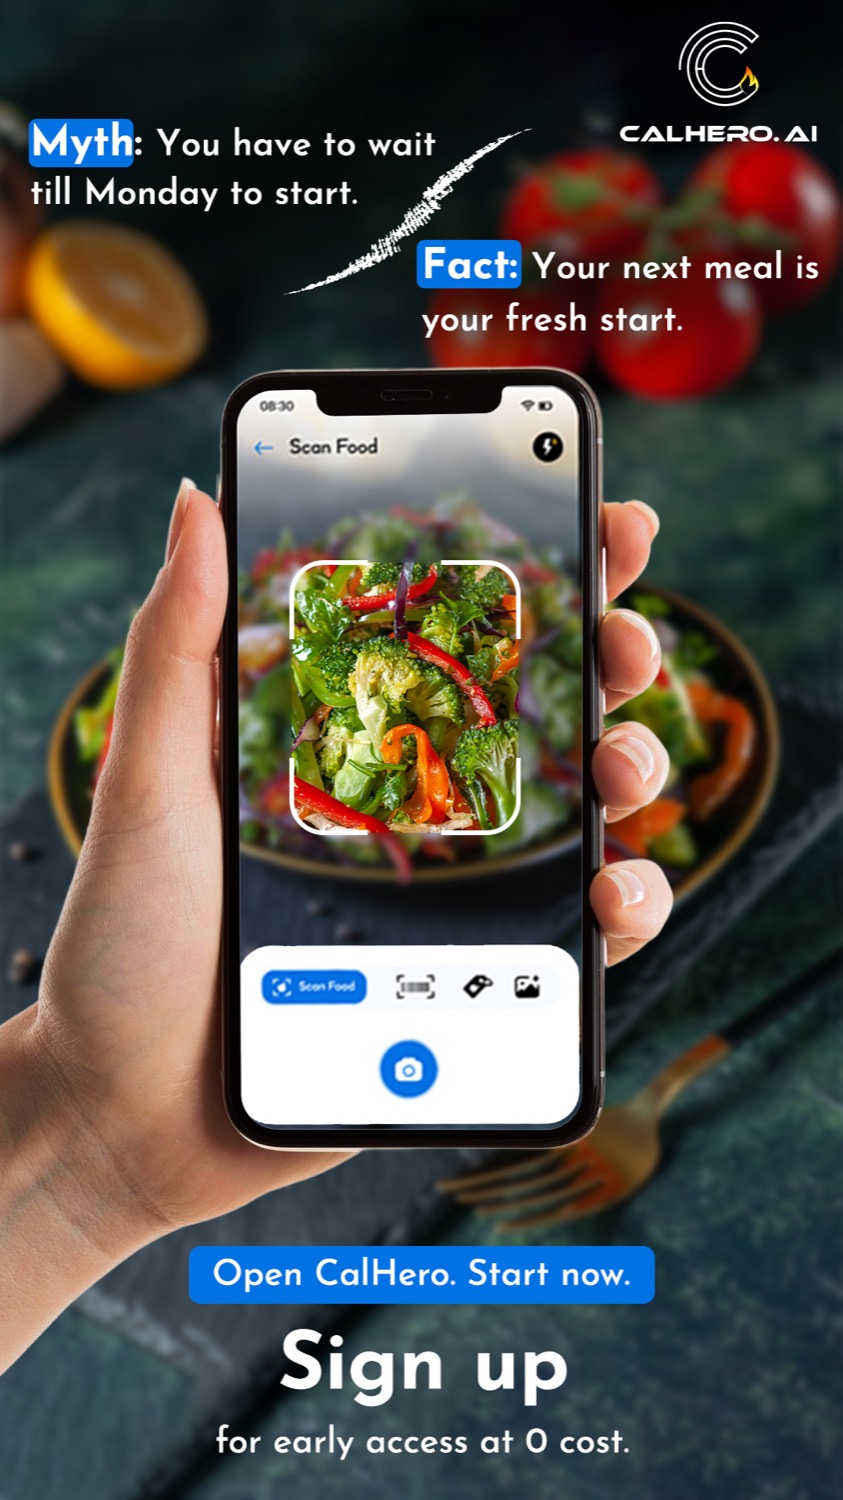 CALHERO.AI
Myth: You have to wait
till Monday to start.
Fact: Your next meal is
your fresh start.
08:30
Scan Food
Scan Food
Open CalHero. Start now.
Sign up
for early access at 0 cost.